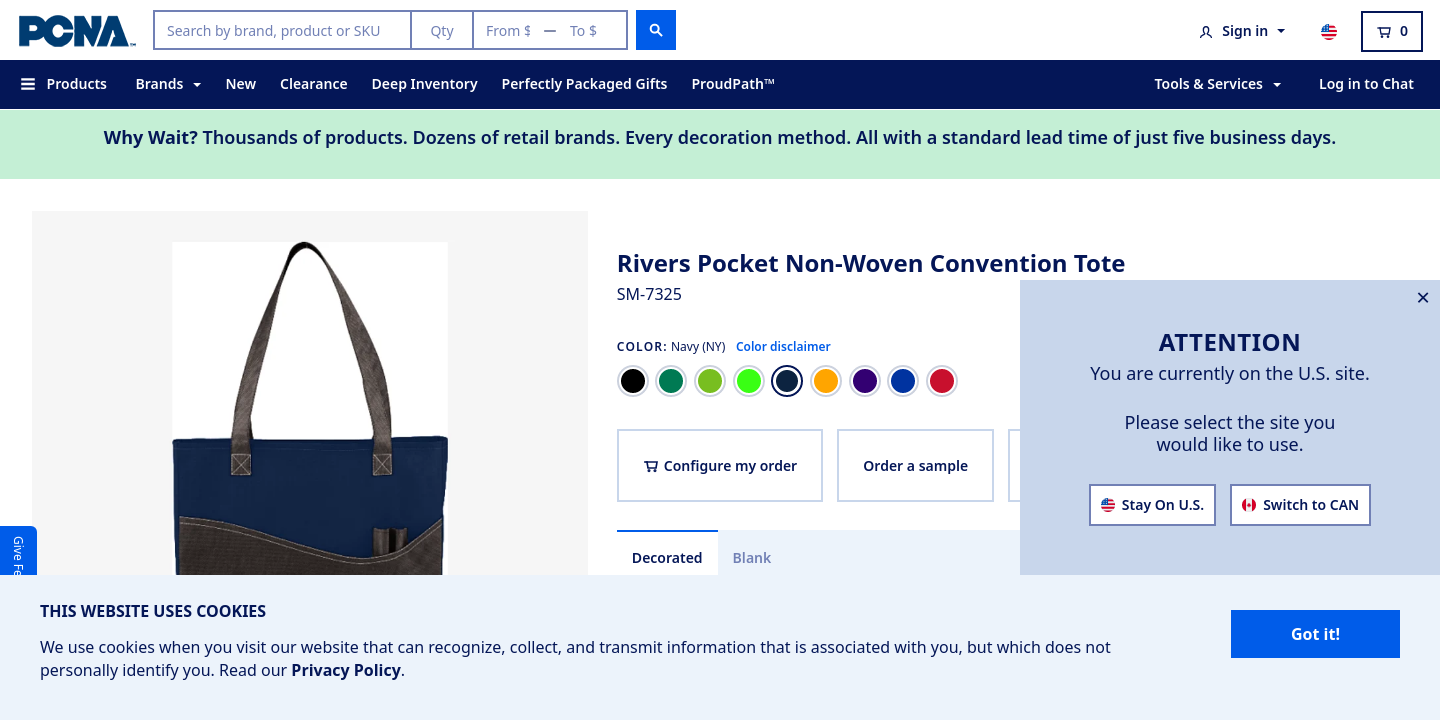 PCNA™
Search by brand, product or SKU
Qty
From $ — To $
Sign in
0
Products
Brands
New
Clearance
Deep Inventory
Perfectly Packaged Gifts
ProudPath™
Tools & Services
Log in to Chat
Why Wait? Thousands of products. Dozens of retail brands. Every decoration method. All with a standard lead time of just five business days.
Rivers Pocket Non-Woven Convention Tote
SM-7325
COLOR: Navy (NY) Color disclaimer
Configure my order
Order a sample
Decorated
Blank
ATTENTION
You are currently on the U.S. site.
Please select the site you
would like to use.
Stay On U.S.
Switch to CAN
Give
THIS WEBSITE USES COOKIES
We use cookies when you visit our website that can recognize, collect, and transmit information that is associated with you, but which does not
personally identify you. Read our Privacy Policy.
Got it!